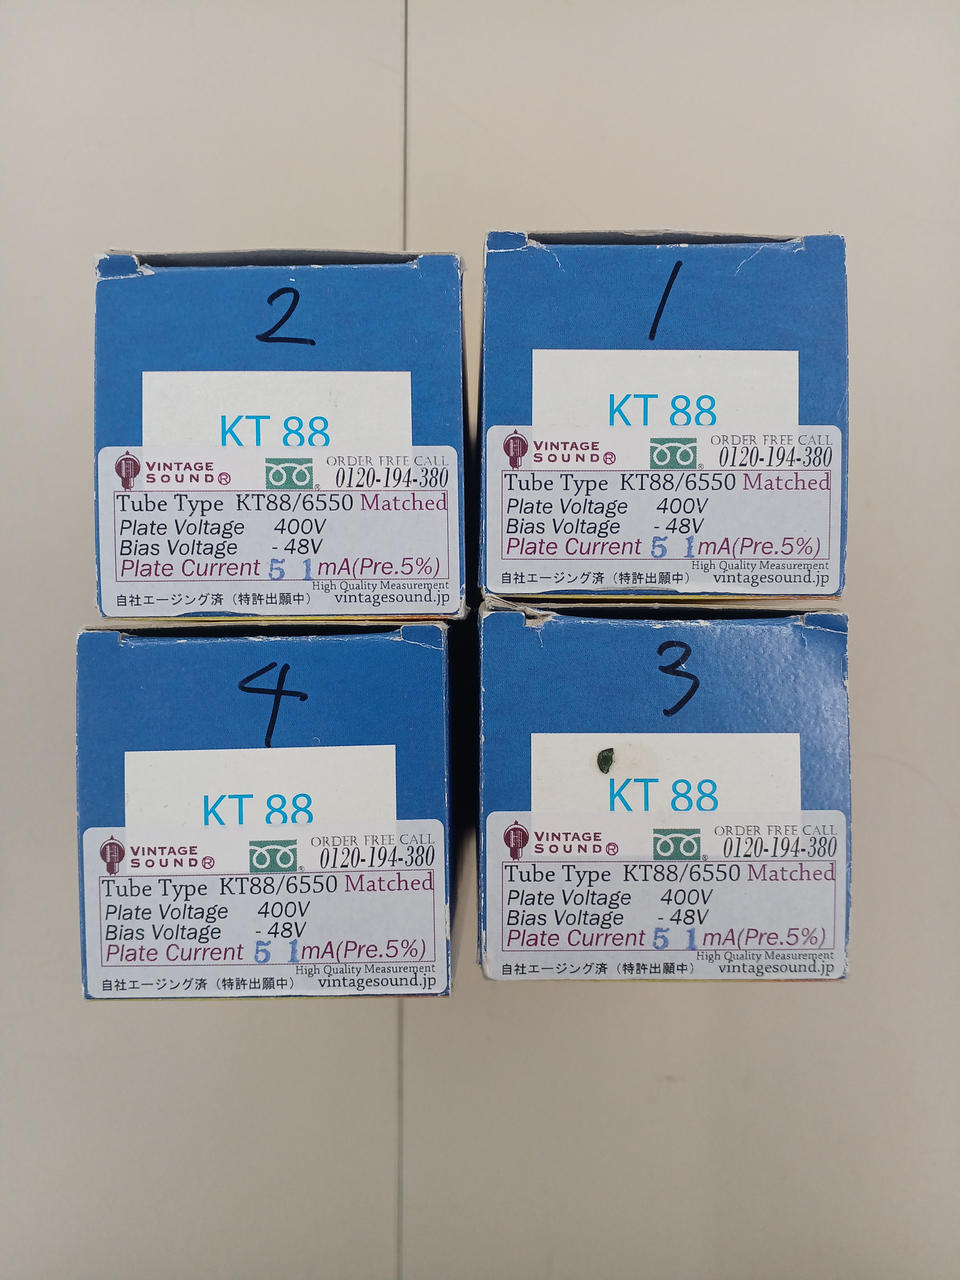 2
KT 88
VINTAGE SOUND®
ORDER FREE CALL
0120-194-380
Tube Type KT88/6550 Matched
Plate Voltage 400V
Bias Voltage - 48V
Plate Current 51mA(Pre.5%)
High Quality Measurement
自社エージング済（特許出願中） vintagesound.jp
1
KT 88
VINTAGE SOUND®
ORDER FREE CALL
0120-194-380
Tube Type KT88/6550 Matched
Plate Voltage 400V
Bias Voltage - 48V
Plate Current 51mA(Pre.5%)
High Quality Measurement
自社エージング済（特許出願中） vintagesound.jp
4
KT 88
VINTAGE SOUND®
ORDER FREE CALL
0120-194-380
Tube Type KT88/6550 Matched
Plate Voltage 400V
Bias Voltage - 48V
Plate Current 51mA(Pre.5%)
High Quality Measurement
自社エージング済（特許出願中） vintagesound.jp
3
KT 88
VINTAGE SOUND®
ORDER FREE CALL
0120-194-380
Tube Type KT88/6550 Matched
Plate Voltage 400V
Bias Voltage - 48V
Plate Current 51mA(Pre.5%)
High Quality Measurement
自社エージング済（特許出願中） vintagesound.jp